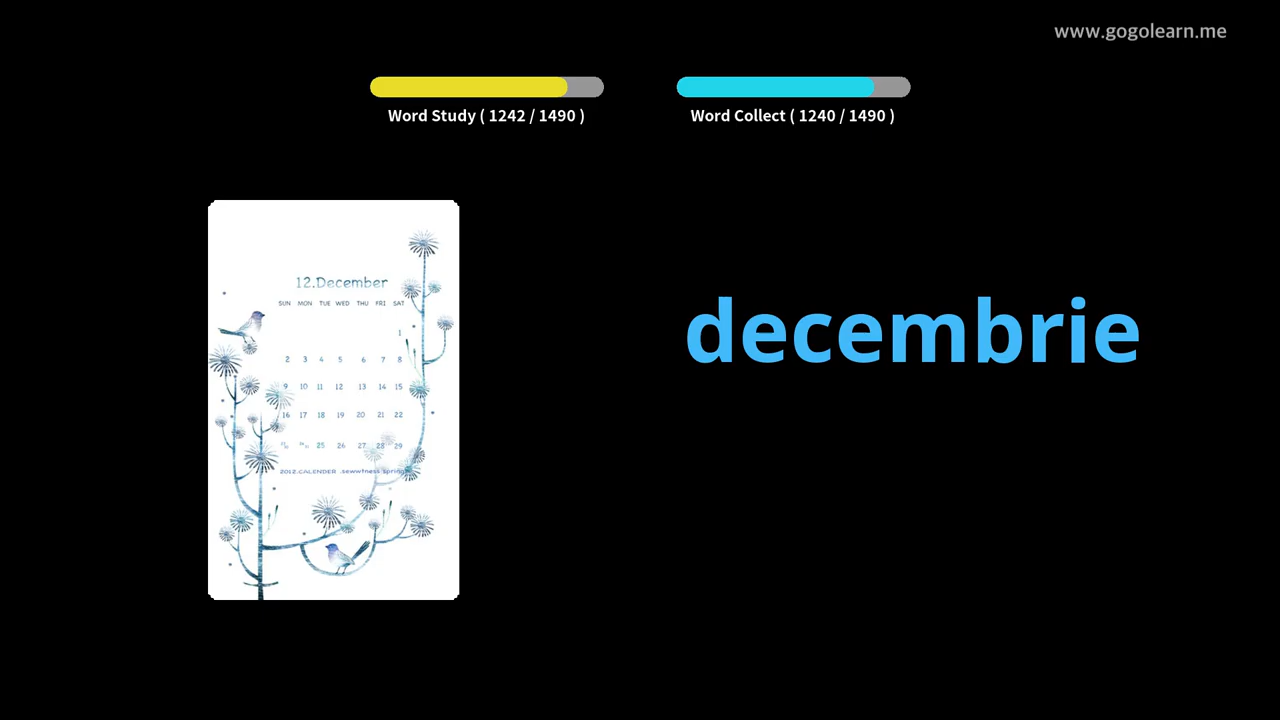 www.gogolearn.me
Word Study ( 1242 / 1490 )
Word Collect ( 1240 / 1490 )
12.December
SUN MON TUE WED THU FRI SAT
1
2 3 4 5 6 7 8
9 10 11 12 13 14 15
16 17 18 19 20 21 22
25 26 27 28 29
2012.CALENDER .sewwtness spring
decembrie